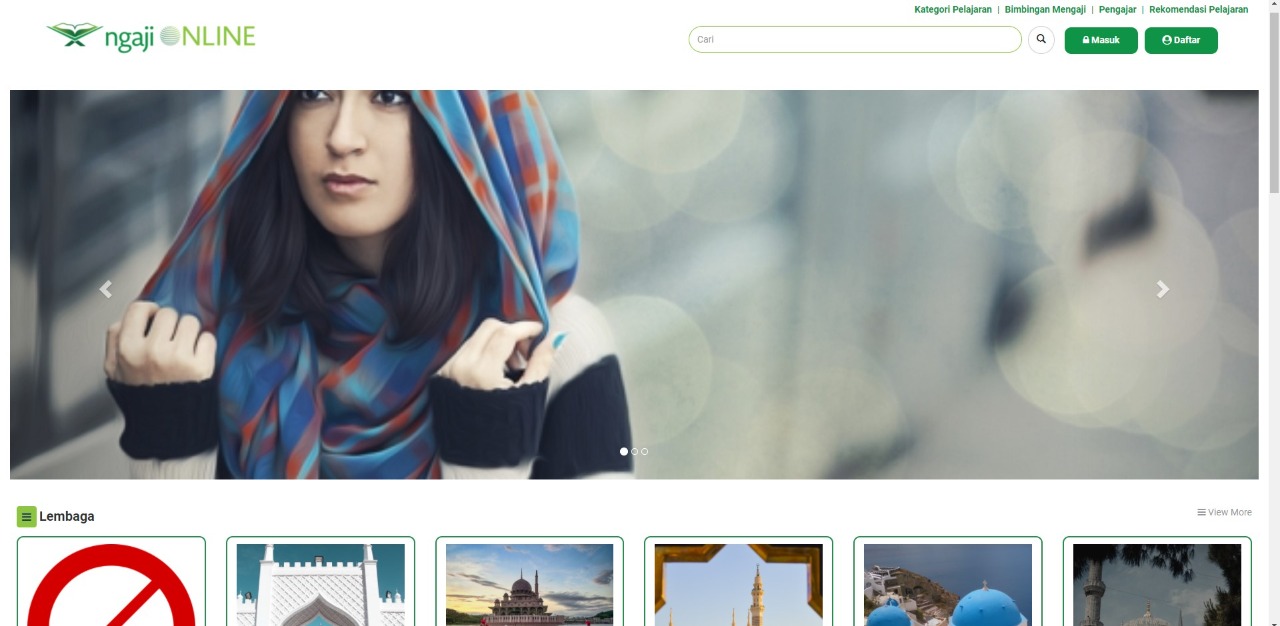 Kategori Pelajaran | Bimbingan Mengaji | Pengajar | Rekomendasi Pelajaran
ngaji ONLINE
Cari
Masuk
Daftar
Lembaga
View More